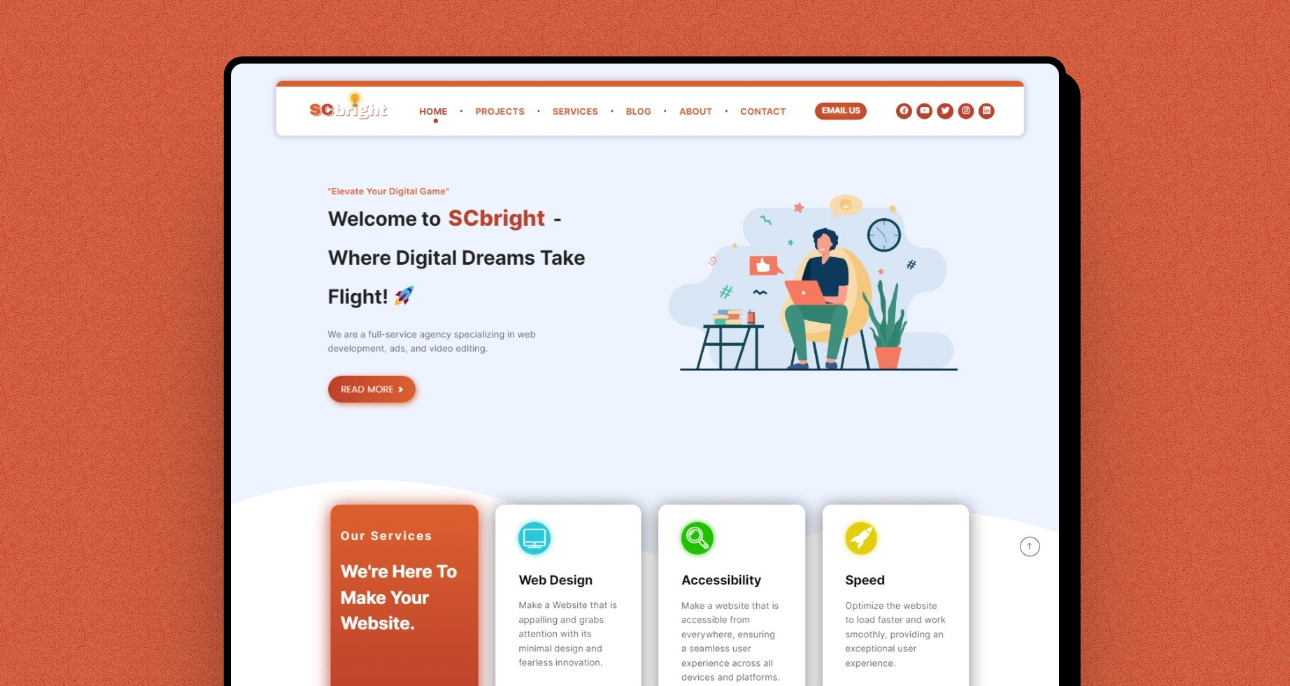 SCbright
HOME • PROJECTS • SERVICES • BLOG • ABOUT • CONTACT
EMAIL US
"Elevate Your Digital Game"
Welcome to SCbright -
Where Digital Dreams Take
Flight! 🚀
We are a full-service agency specializing in web
development, ads, and video editing.
READ MORE
Our Services
We're Here To
Make Your
Website.
Web Design
Make a Website that is
appalling and grabs
attention with its
minimal design and
fearless innovation.
Accessibility
Make a website that is
accessible from
everywhere, ensuring
a seamless user
experience across all
devices and platforms.
Speed
Optimize the website
to load faster and work
smoothly, providing an
exceptional user
experience.